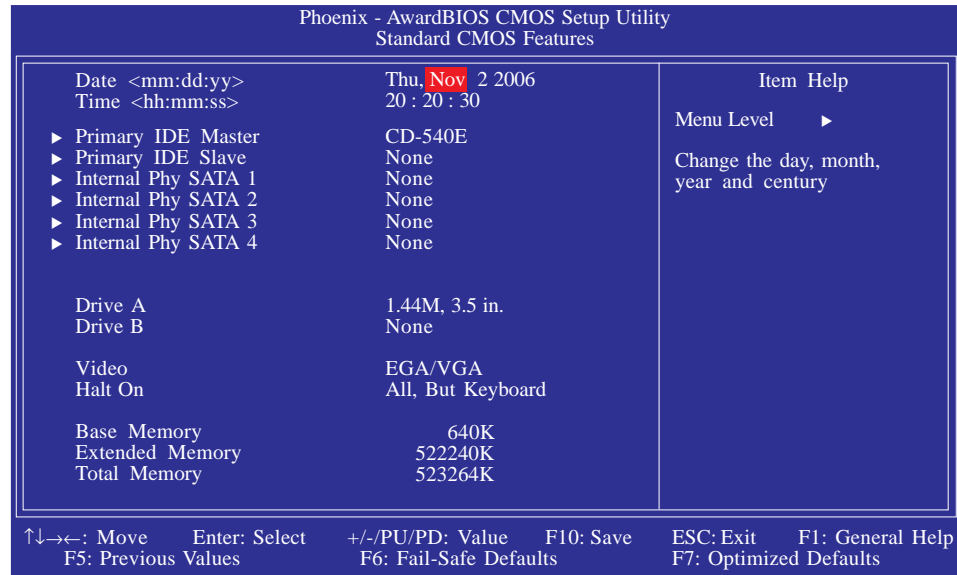 Phoenix - AwardBIOS CMOS Setup Utility
Standard CMOS Features
Date <mm:dd:yy> Thu, Nov 2 2006
Time <hh:mm:ss> 20 : 20 : 30
► Primary IDE Master CD-540E
► Primary IDE Slave None
► Internal Phy SATA 1 None
► Internal Phy SATA 2 None
► Internal Phy SATA 3 None
► Internal Phy SATA 4 None
Drive A 1.44M, 3.5 in.
Drive B None
Video EGA/VGA
Halt On All, But Keyboard
Base Memory 640K
Extended Memory 522240K
Total Memory 523264K
Item Help
Menu Level ►
Change the day, month,
year and century
↑↓→←: Move Enter: Select +/-/PU/PD: Value F10: Save ESC: Exit F1: General Help
F5: Previous Values F6: Fail-Safe Defaults F7: Optimized Defaults